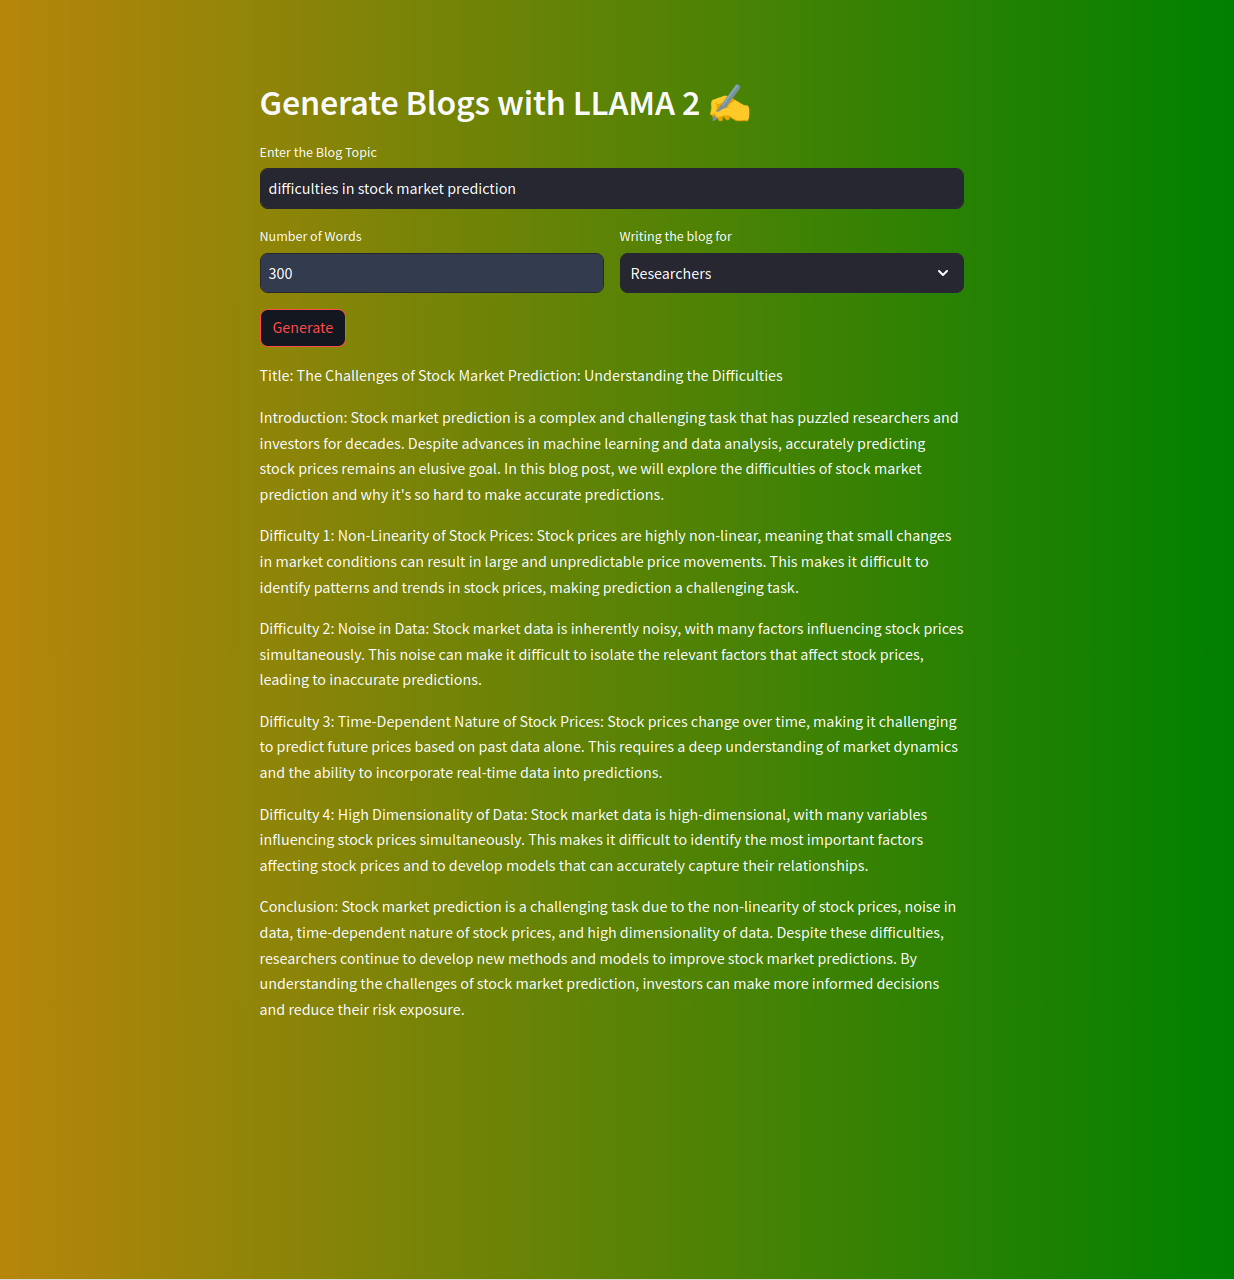 Generate Blogs with LLAMA 2 ✍️
Enter the Blog Topic
difficulties in stock market prediction
Number of Words
Writing the blog for
300
Researchers
Generate
Title: The Challenges of Stock Market Prediction: Understanding the Difficulties
Introduction: Stock market prediction is a complex and challenging task that has puzzled researchers and
investors for decades. Despite advances in machine learning and data analysis, accurately predicting
stock prices remains an elusive goal. In this blog post, we will explore the difficulties of stock market
prediction and why it's so hard to make accurate predictions.
Difficulty 1: Non-Linearity of Stock Prices: Stock prices are highly non-linear, meaning that small changes
in market conditions can result in large and unpredictable price movements. This makes it difficult to
identify patterns and trends in stock prices, making prediction a challenging task.
Difficulty 2: Noise in Data: Stock market data is inherently noisy, with many factors influencing stock prices
simultaneously. This noise can make it difficult to isolate the relevant factors that affect stock prices,
leading to inaccurate predictions.
Difficulty 3: Time-Dependent Nature of Stock Prices: Stock prices change over time, making it challenging
to predict future prices based on past data alone. This requires a deep understanding of market dynamics
and the ability to incorporate real-time data into predictions.
Difficulty 4: High Dimensionality of Data: Stock market data is high-dimensional, with many variables
influencing stock prices simultaneously. This makes it difficult to identify the most important factors
affecting stock prices and to develop models that can accurately capture their relationships.
Conclusion: Stock market prediction is a challenging task due to the non-linearity of stock prices, noise in
data, time-dependent nature of stock prices, and high dimensionality of data. Despite these difficulties,
researchers continue to develop new methods and models to improve stock market predictions. By
understanding the challenges of stock market prediction, investors can make more informed decisions
and reduce their risk exposure.